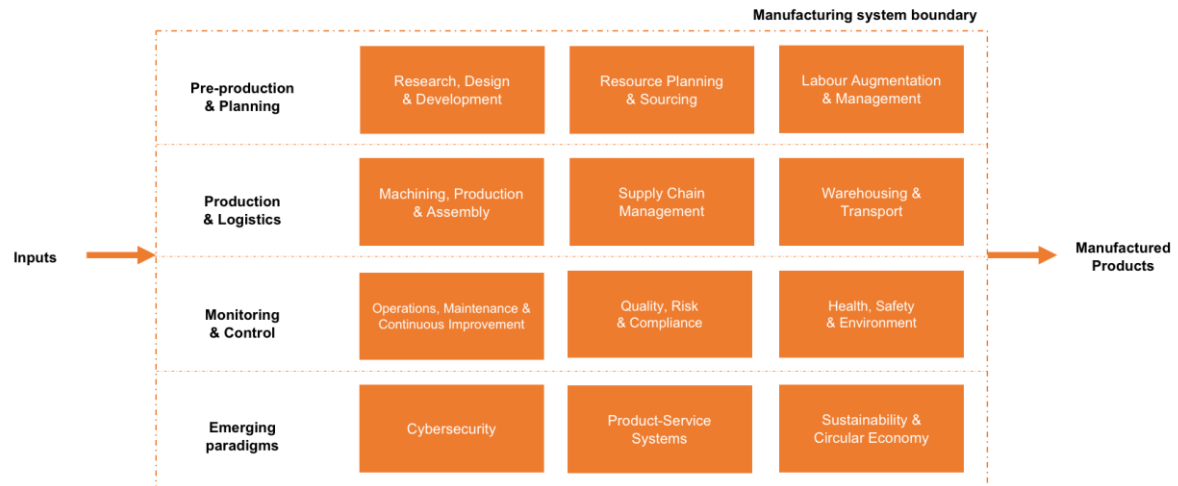 Manufacturing system boundary
Pre-production
& Planning
Research, Design
& Development
Resource Planning
& Sourcing
Labour Augmentation
& Management
Production
& Logistics
Machining, Production
& Assembly
Supply Chain
Management
Warehousing &
Transport
Inputs
Manufactured
Products
Monitoring
& Control
Operations, Maintenance &
Continuous Improvement
Quality, Risk
& Compliance
Health, Safety
& Environment
Emerging
paradigms
Cybersecurity
Product-Service
Systems
Sustainability &
Circular Economy